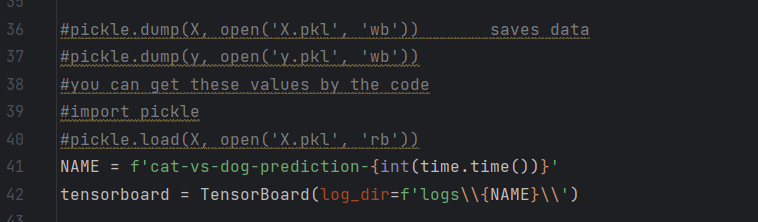 35
36 #pickle.dump(X, open('X.pkl', 'wb')) saves data
37 #pickle.dump(y, open('y.pkl', 'wb'))
38 #you can get these values by the code
39 #import pickle
40 #pickle.load(X, open('X.pkl', 'rb'))
41 NAME = f'cat-vs-dog-prediction-{int(time.time())}'
42 tensorboard = TensorBoard(log_dir=f'logs\\{NAME}\\')
43